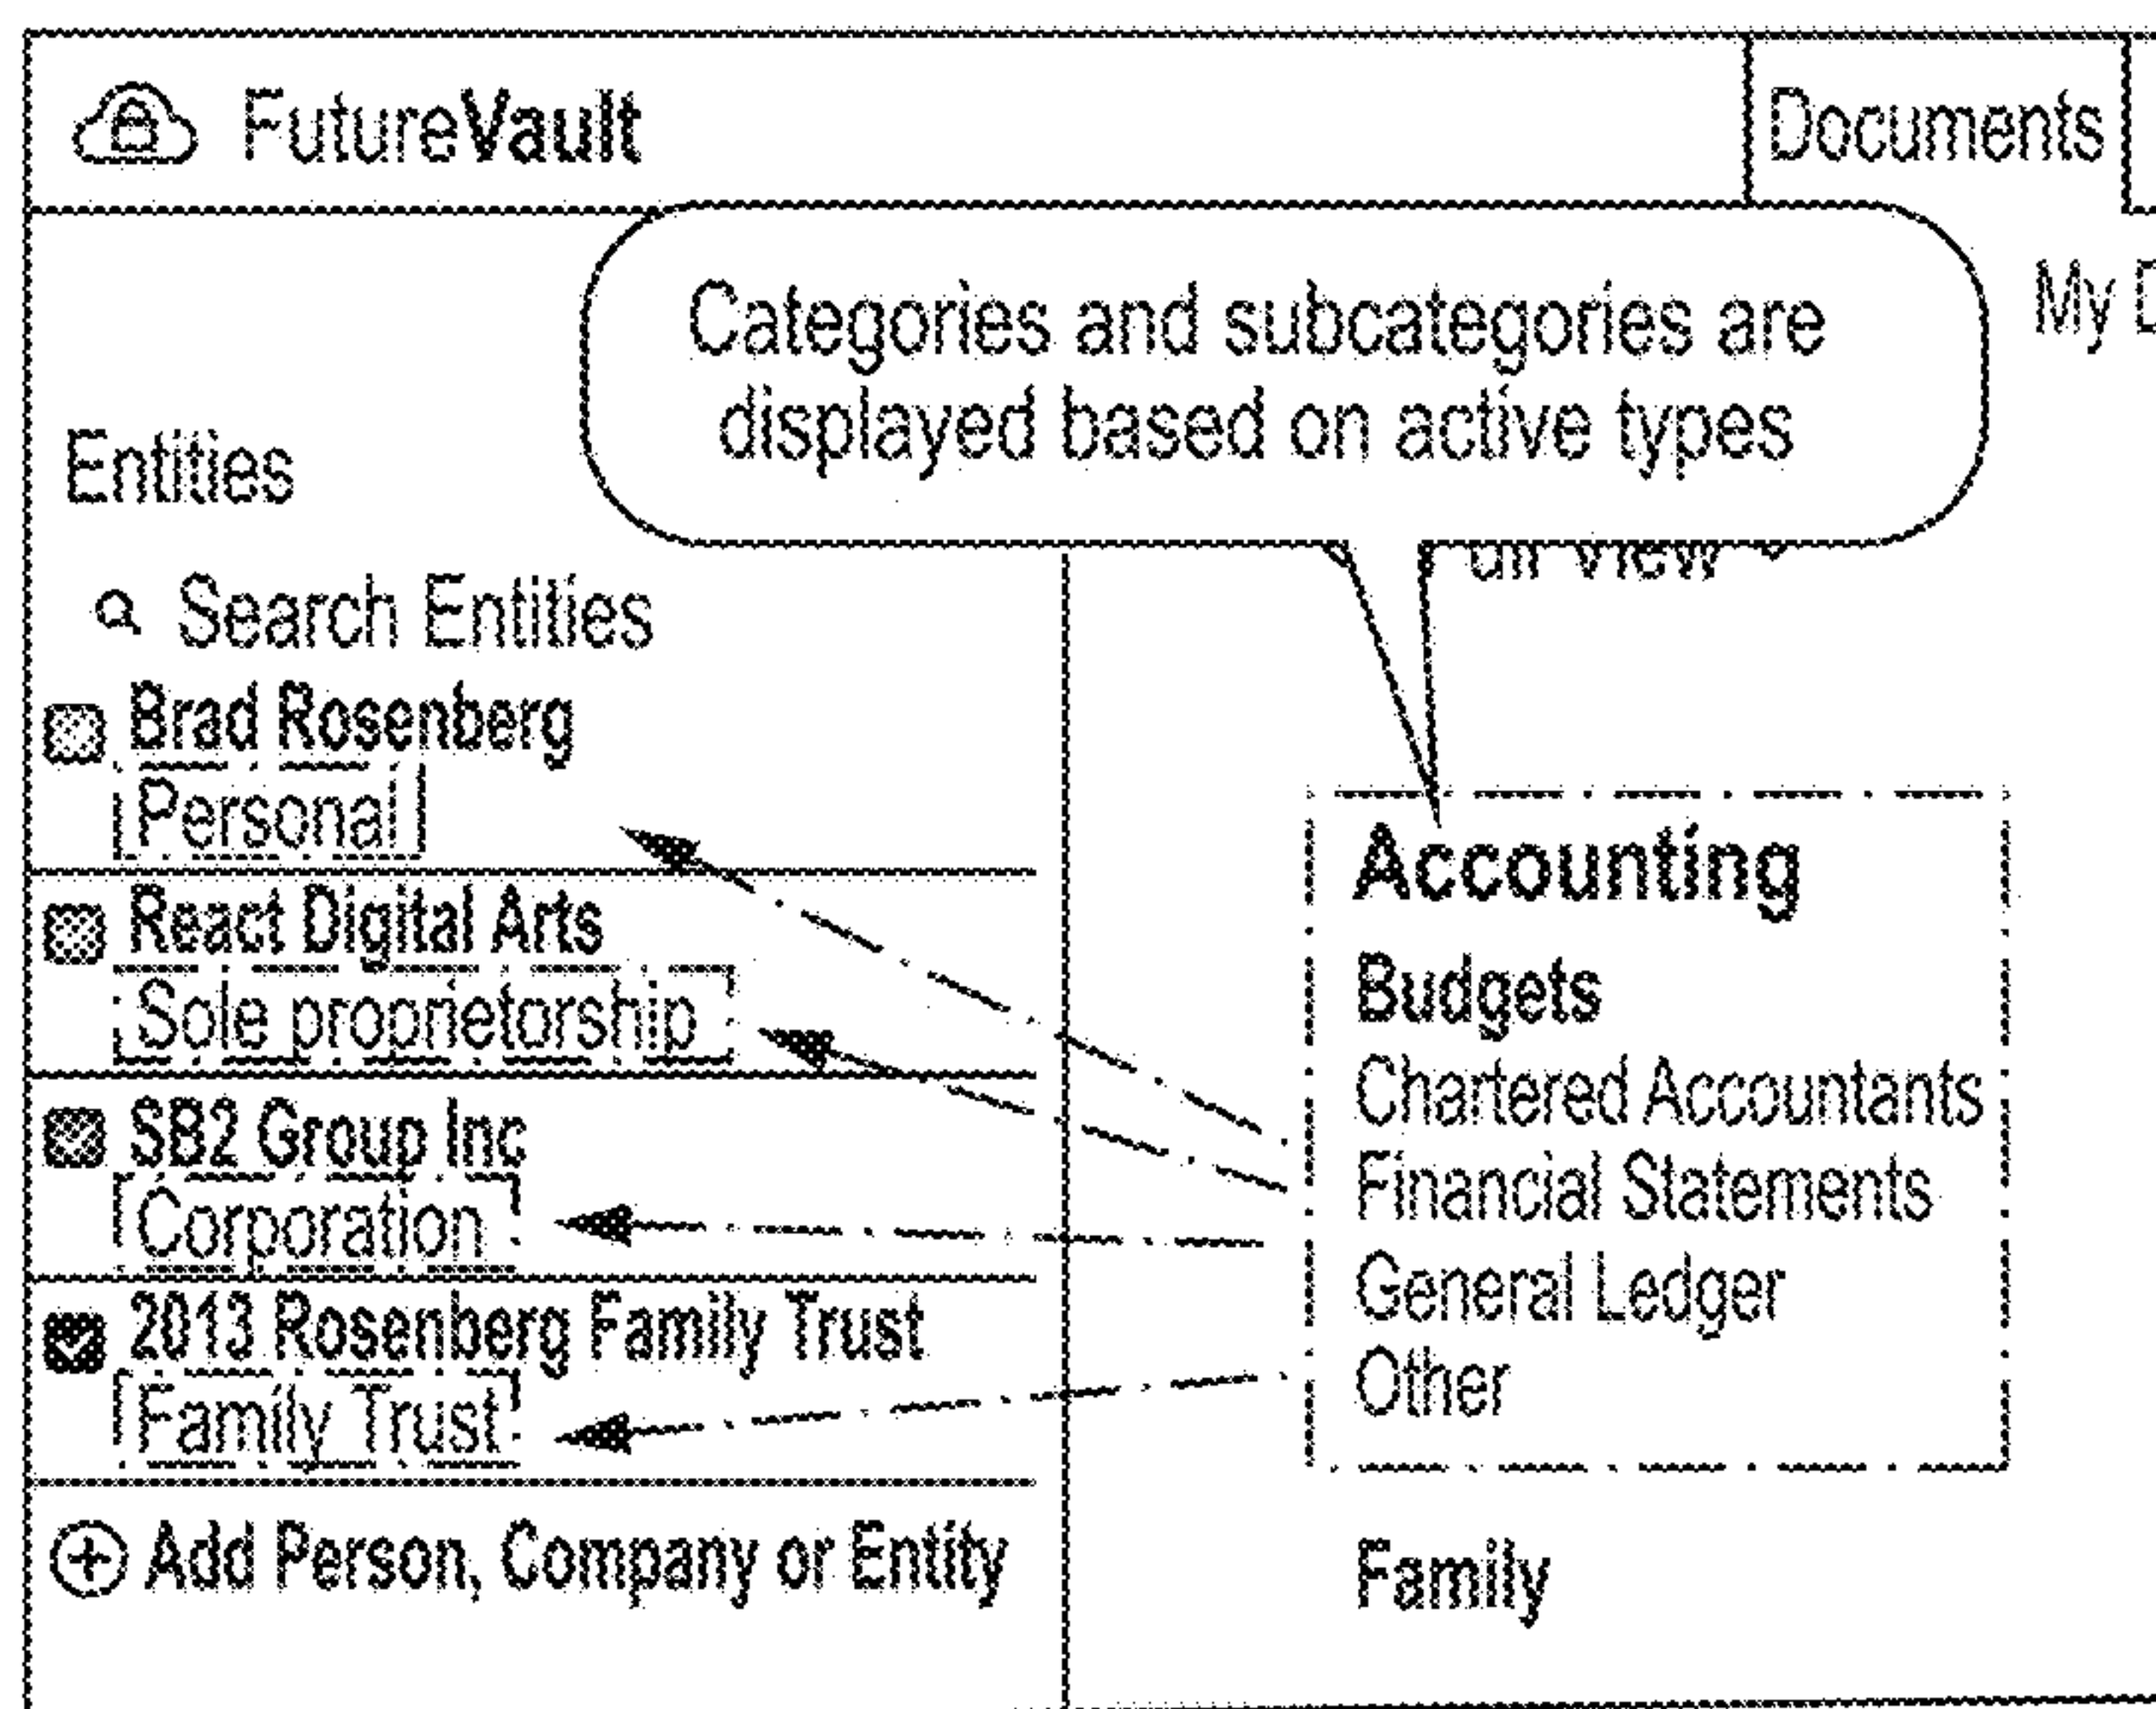 FutureVault
Documents
Categories and subcategories are
displayed based on active types
My
Entities
view
Search Entities
Brad Rosenberg
Personal
React Digital Arts
Sole proprietorship
SB2 Group Inc
Corporation
2013 Rosenberg Family Trust
Family Trust
Add Person, Company or Entity
Accounting
Budgets
Chartered Accountants
Financial Statements
General Ledger
Other
Family